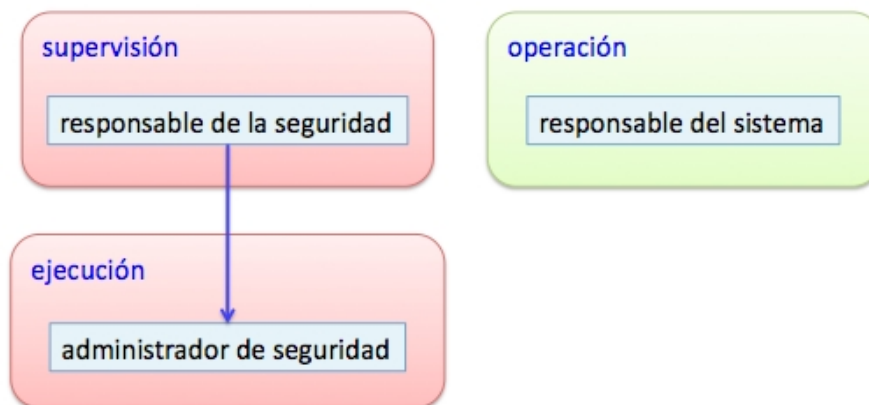 supervisión
responsable de la seguridad
operación
responsable del sistema
ejecución
administrador de seguridad